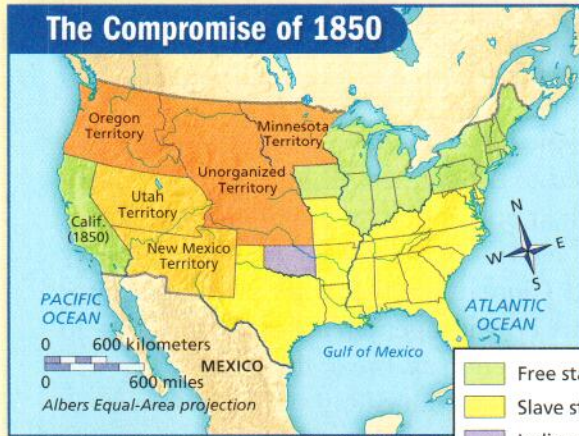 The Compromise of 1850
Oregon
Territory
Minnesota
Territory
Unorganized
Territory
Utah
Territory
Calif.
(1850)
New Mexico
Territory
N
W
E
S
PACIFIC
OCEAN
ATLANTIC
OCEAN
0 600 kilometers
0 600 miles
MEXICO
Gulf of Mexico
Albers Equal-Area projection
Free sta
Slave st